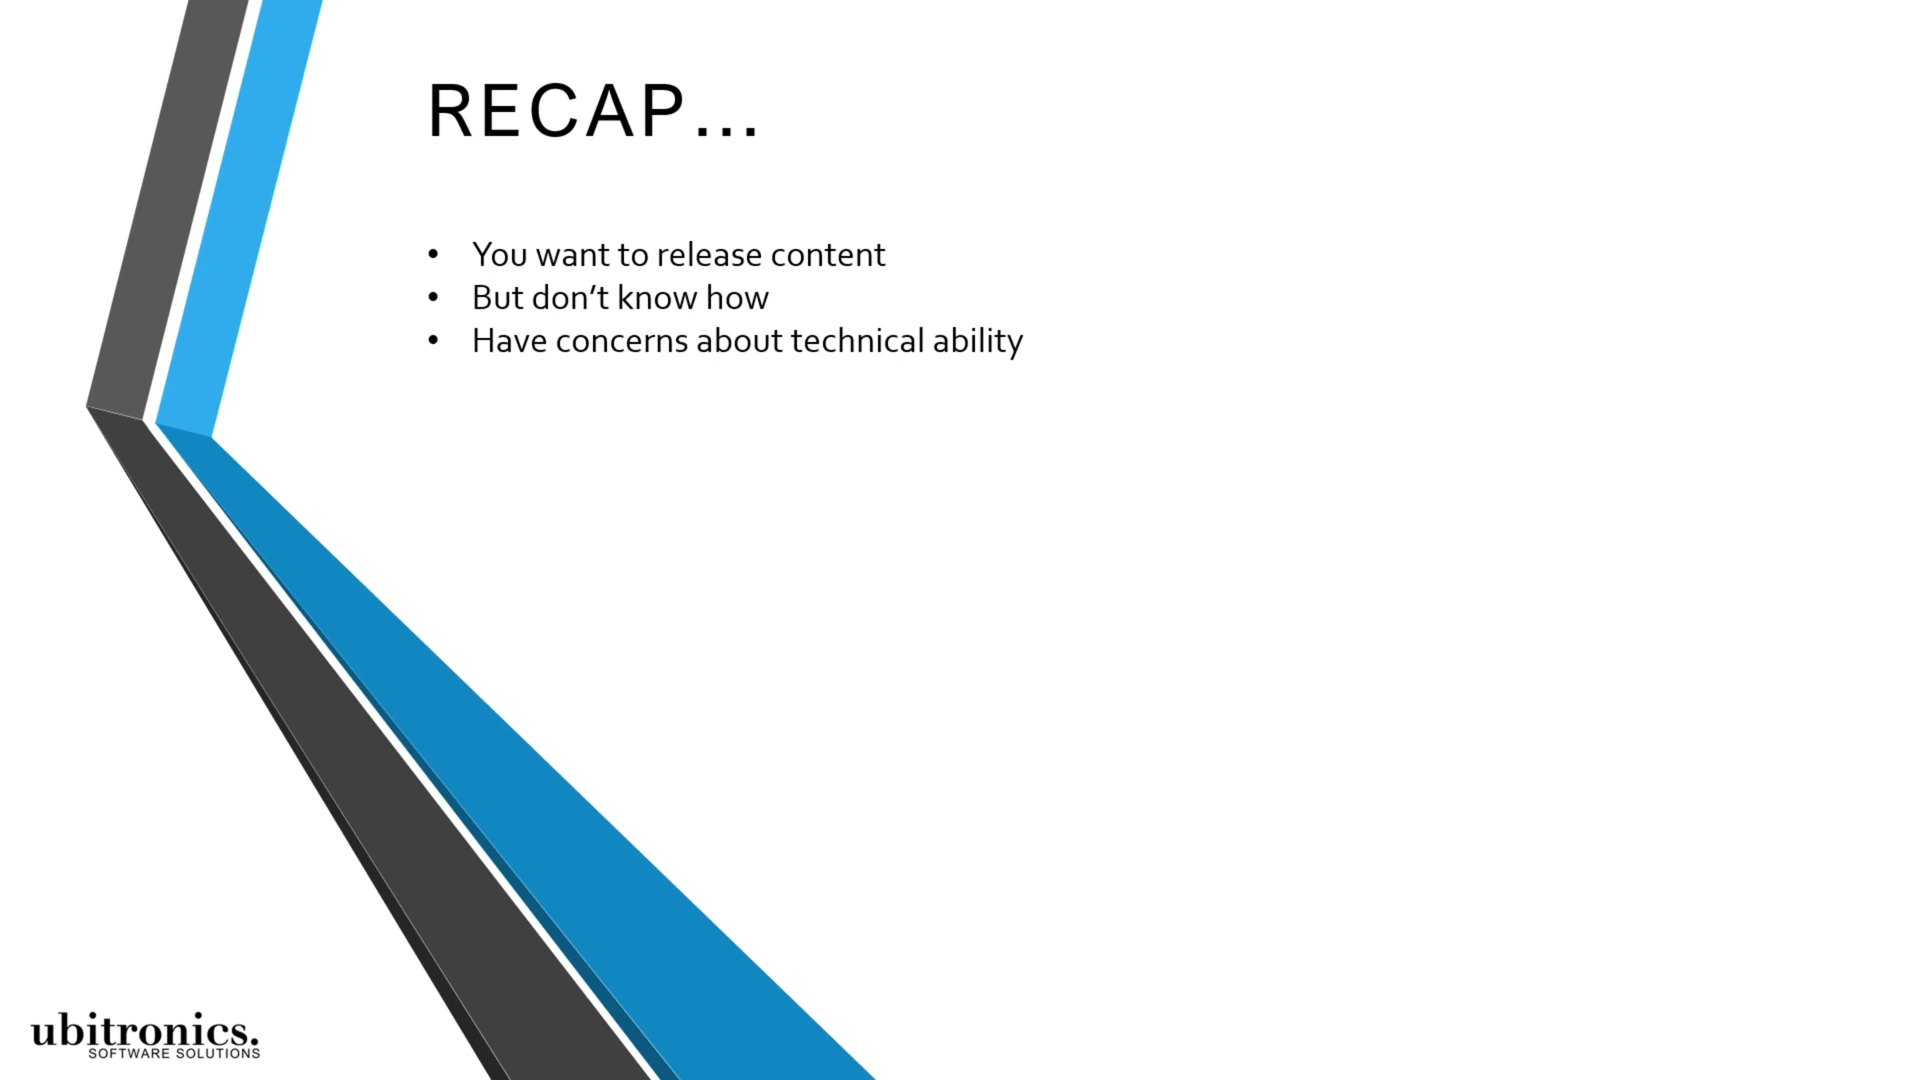 RECAP...
• You want to release content
• But don’t know how
• Have concerns about technical ability
ubitronics.
SOFTWARE SOLUTIONS